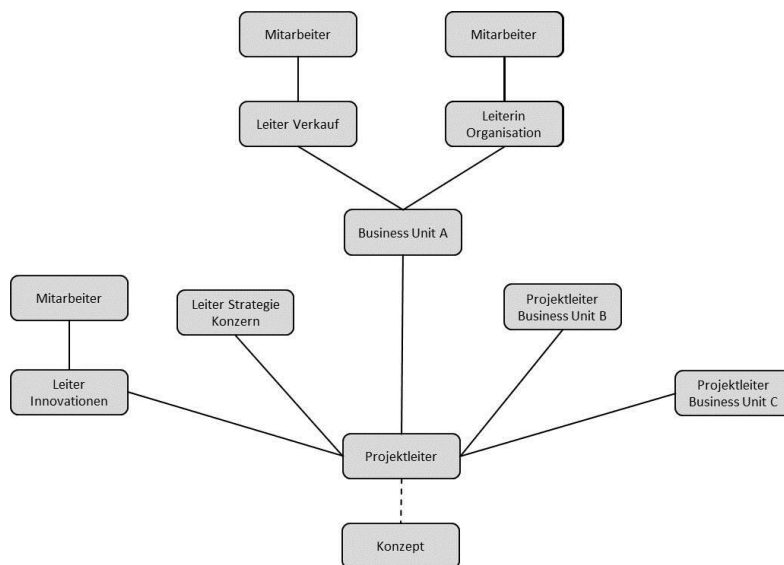 Mitarbeiter
Mitarbeiter
Leiter Verkauf
Leiterin
Organisation
Business Unit A
Mitarbeiter
Leiter Strategie
Konzern
Projektleiter
Business Unit B
Leiter
Innovationen
Projektleiter
Business Unit C
Projektleiter
Konzept